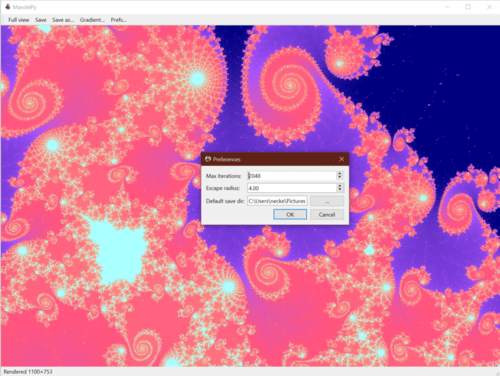 MandelPy
Full view Save Save as... Gradient... Prefs...
Preferences
Max iterations: 2048
Escape radius: 4.00
Default save dir: C:\Users\necke\Pictures ...
OK Cancel
Rendered 1100×753